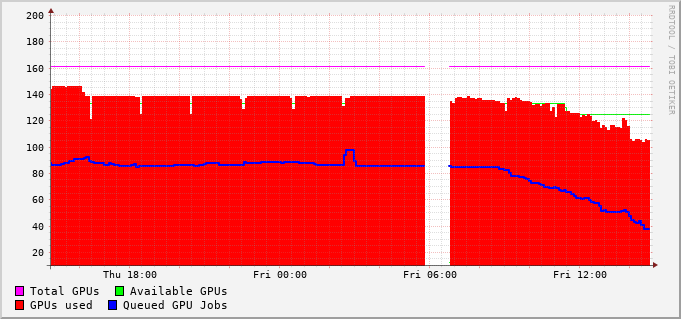 200
180
160
140
120
100
80
60
40
20
Thu 18:00 Fri 00:00 Fri 06:00 Fri 12:00
Total GPUs Available GPUs
GPUs used Queued GPU Jobs
RRDTOOL / TOBI OETIKER